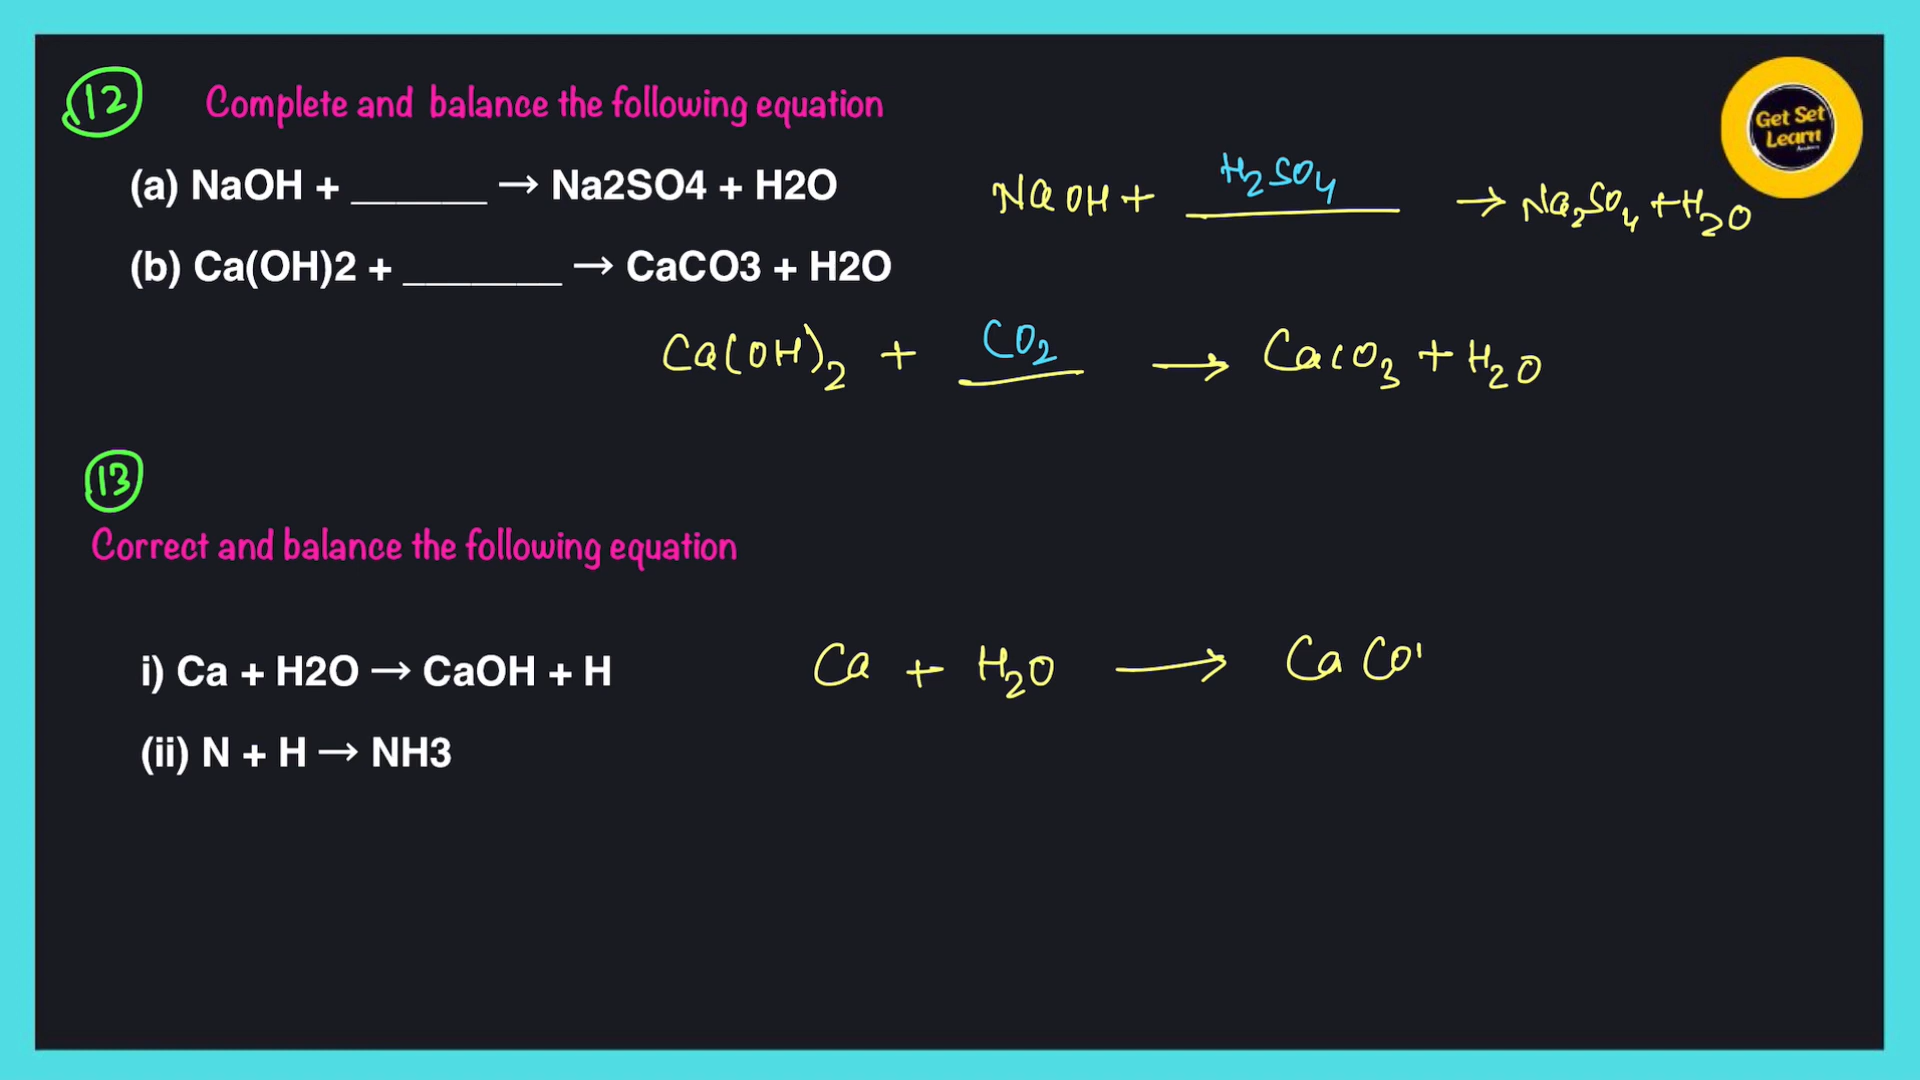 12 Complete and balance the following equation
Get Set
Learn
Academy
(a) NaOH + ______ → Na2SO4 + H2O
NaOH + H₂SO₄ → Na₂SO₄ + H₂O
(b) Ca(OH)2 + _______ → CaCO3 + H2O
Ca(OH)₂ + CO₂ → CaCO₃ + H₂O
13
Correct and balance the following equation
i) Ca + H2O → CaOH + H
Ca + H₂O → Ca CO'
(ii) N + H → NH3